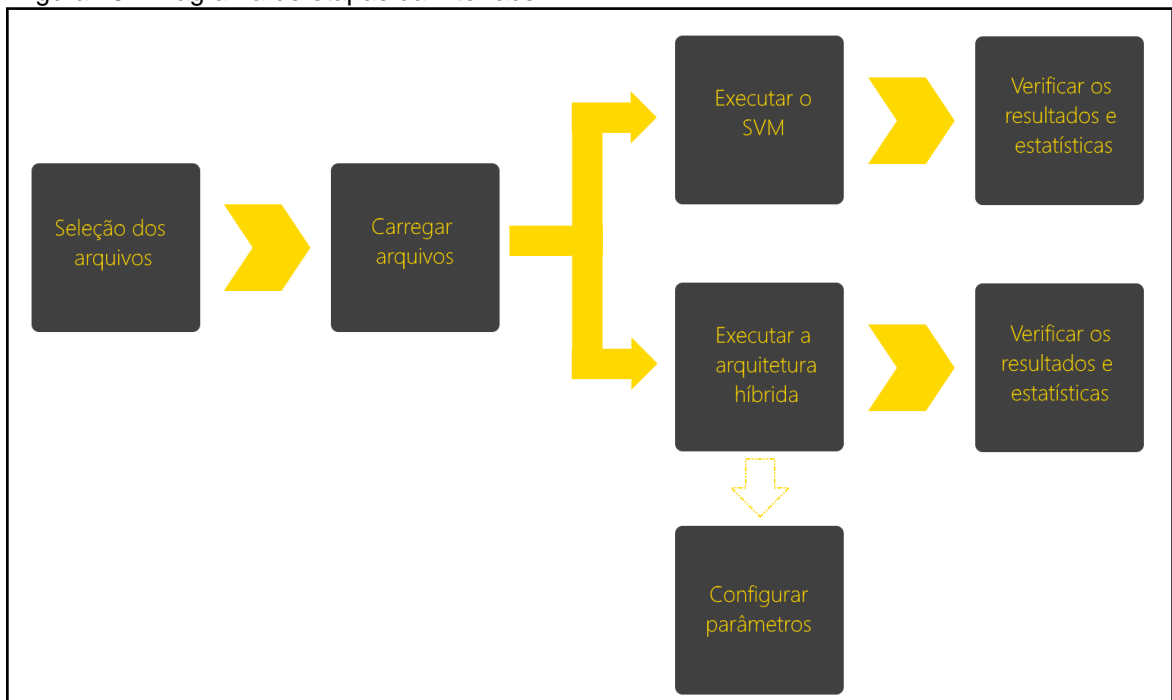 Executar o
SVM
Verificar os
resultados e
estatísticas
Seleção dos
arquivos
Carregar
arquivos
Executar a
arquitetura
híbrida
Verificar os
resultados e
estatísticas
Configurar
parâmetros